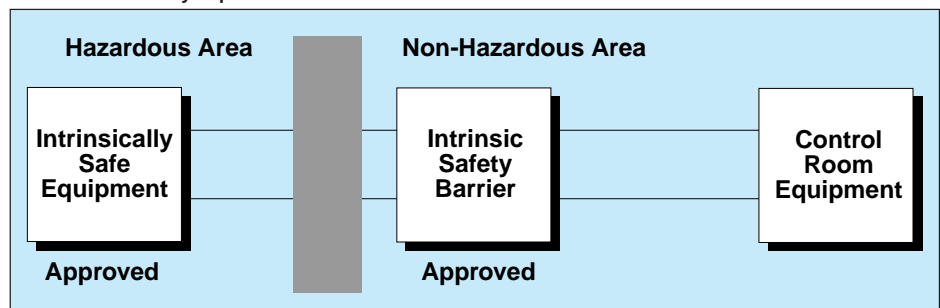 Hazardous Area
Non-Hazardous Area
Intrinsically
Safe
Equipment
Intrinsic
Safety
Barrier
Control
Room
Equipment
Approved
Approved